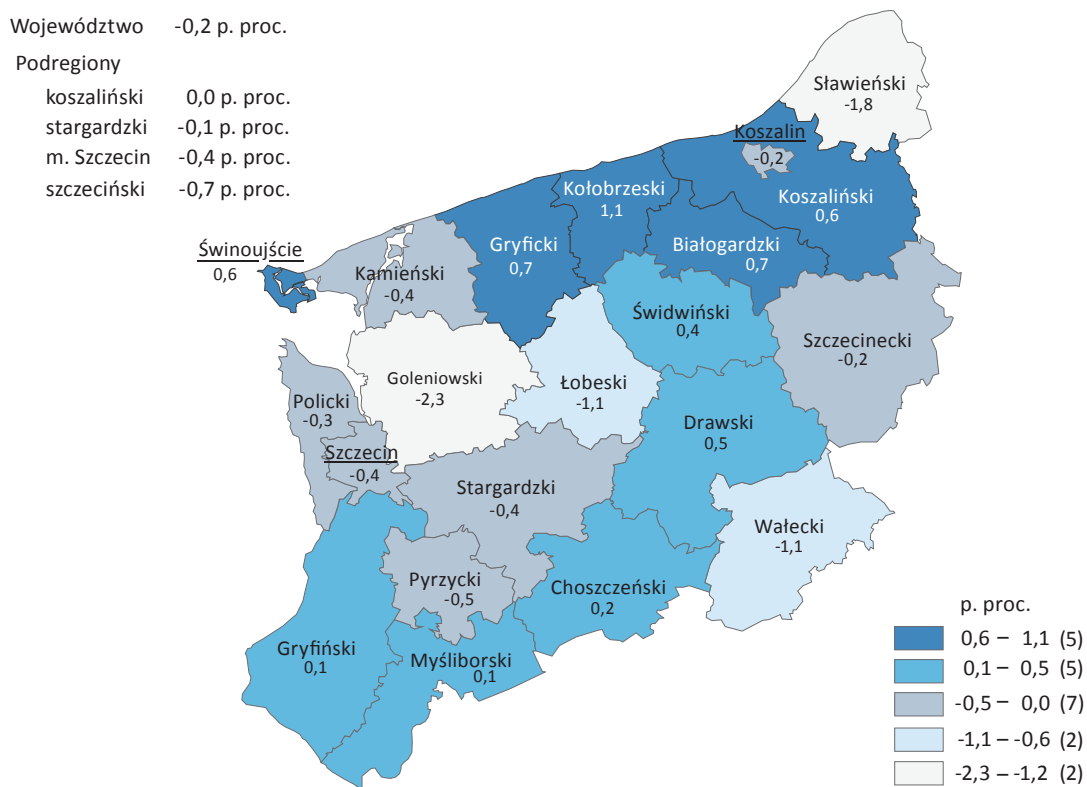 Województwo -0,2 p. proc.
Podregiony
koszaliński 0,0 p. proc.
stargardzki -0,1 p. proc.
m. Szczecin -0,4 p. proc.
szczeciński -0,7 p. proc.
Sławieński
-1,8
Koszalin
-0,2
Kołobrzeski
1,1
Koszaliński
0,6
Świnoujście
0,6
Gryficki
0,7
Białogardzki
0,7
Kamieński
-0,4
Świdwiński
0,4
Szczecinecki
-0,2
Goleniowski
-2,3
Łobeski
-1,1
Policki
-0,3
Drawski
0,5
Szczecin
-0,4
Stargardzki
-0,4
Wałecki
-1,1
Pyrzycki
-0,5
Choszczeński
0,2
Gryfiński
0,1
Myśliborski
0,1
p. proc.
0,6 – 1,1 (5)
0,1 – 0,5 (5)
-0,5 – 0,0 (7)
-1,1 – -0,6 (2)
-2,3 – -1,2 (2)